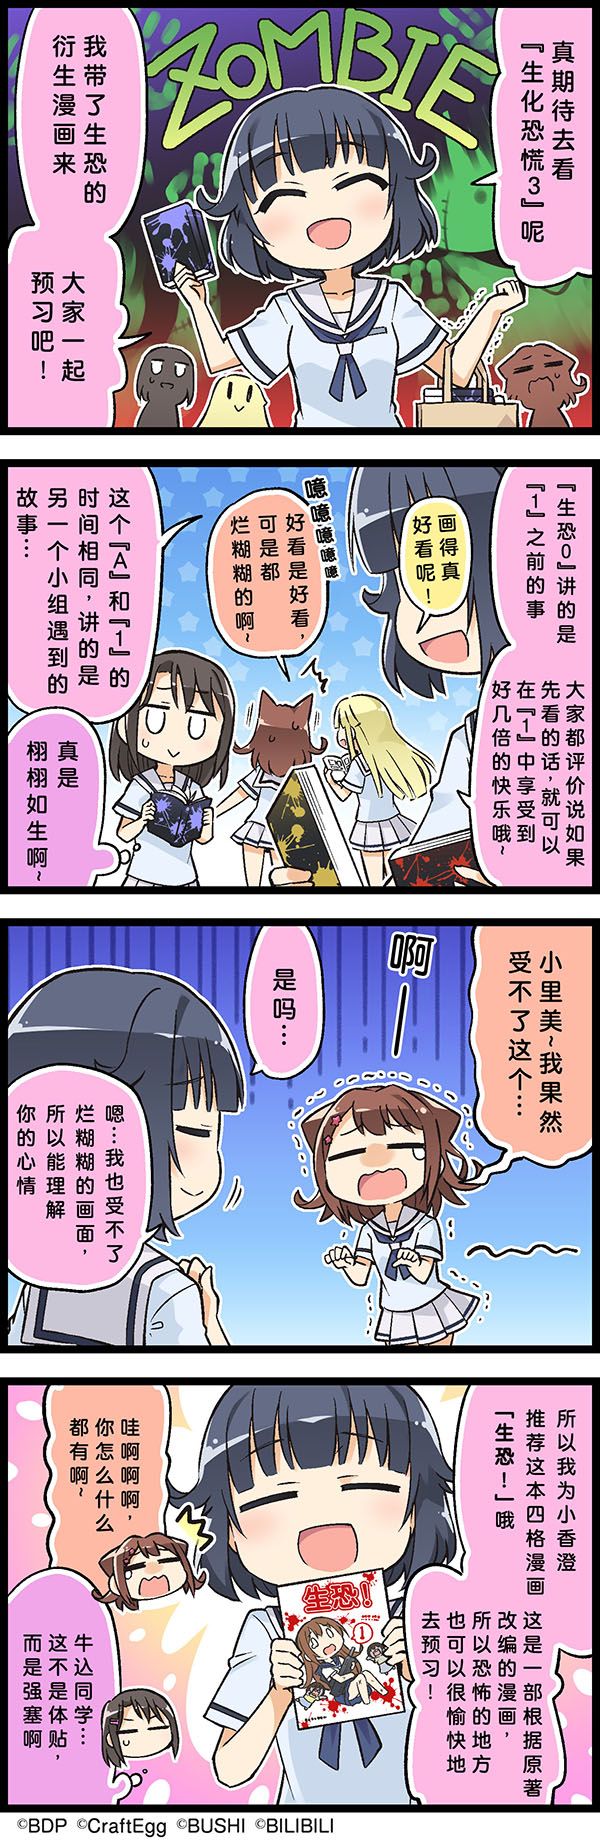 ZOMBIE
真期待去看
『生化恐慌3』呢
我带了生恐的
衍生漫画来
大家一起
预习吧！
『生恐0』讲的是
『1』之前的事
大家都评价说如果
先看的话，就可以
在『1』中享受到
好几倍的快乐哦~
画得真
好看呢！
噫噫噫噫噫
好看是好看，
可是都
烂糊糊的啊~
这个『A』和『1』的
时间相同，讲的是
另一个小组遇到的
故事…
真是
栩栩如生啊~
小里美~我果然
受不了这个…
啊—
是吗…
嗯…我也受不了
烂糊糊的画面，
所以能理解
你的心情
所以我为小香澄
推荐这本四格漫画
「生恐！」哦
这是一部根据原著
改编的漫画，
所以恐怖的地方
也可以很愉快地
去预习！
生恐！
1
哇啊啊啊，
你怎么什么
都有啊~
牛込同学…
这不是体贴，
而是强塞啊
©BDP ©CraftEgg ©BUSHI ©BILIBILI